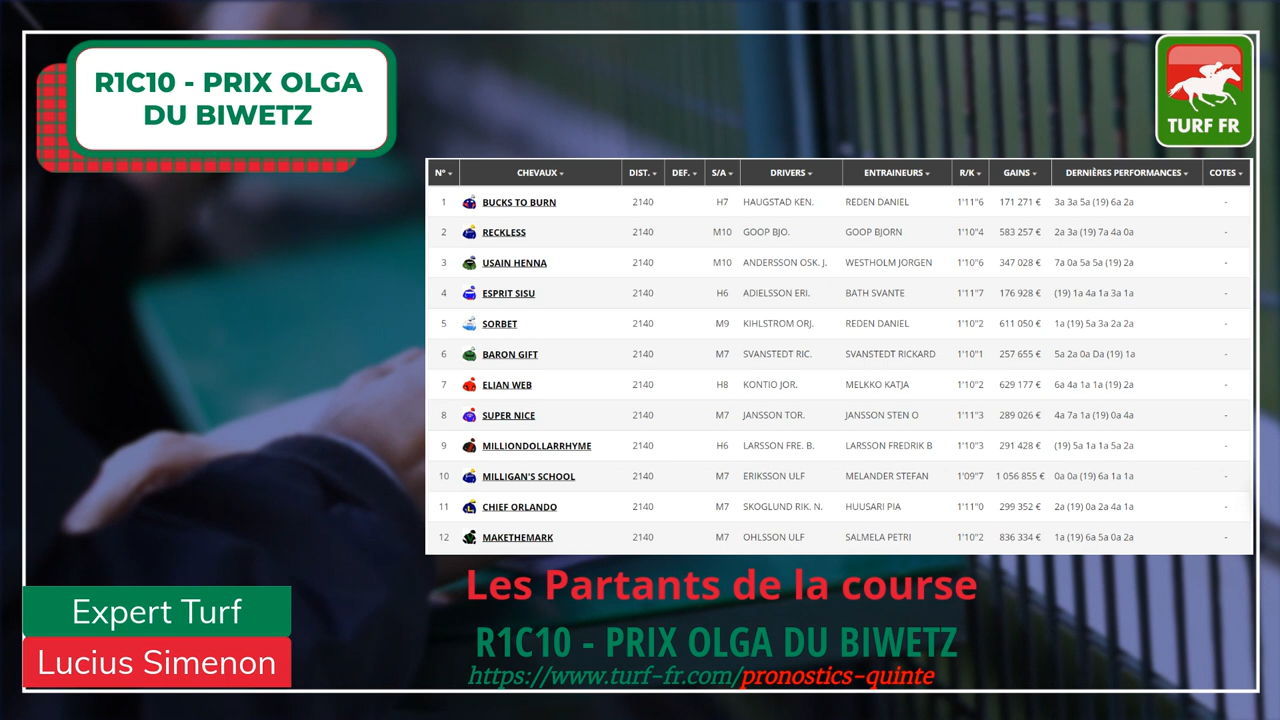 R1C10 - PRIX OLGA
DU BIWETZ
TURF FR
N° CHEVAUX DIST. DEF. S/A DRIVERS ENTRAINEURS R/K GAINS DERNIÈRES PERFORMANCES COTES
1 BUCKS TO BURN 2140 H7 HAUGSTAD KEN. REDEN DANIEL 1'11"6 171 271 € 3a 3a 5a (19) 6a 2a -
2 RECKLESS 2140 M10 GOOP BJO. GOOP BJORN 1'10"4 583 257 € 2a 3a (19) 7a 4a 0a -
3 USAIN HENNA 2140 M10 ANDERSSON OSK. J. WESTHOLM JORGEN 1'10"6 347 028 € 7a 0a 5a 5a (19) 2a -
4 ESPRIT SISU 2140 H6 ADIELSSON ERI. BATH SVANTE 1'11"7 176 928 € (19) 1a 4a 1a 3a 1a -
5 SORBET 2140 M9 KIHLSTROM ORJ. REDEN DANIEL 1'10"2 611 050 € 1a (19) 5a 3a 2a 2a -
6 BARON GIFT 2140 M7 SVANSTEDT RIC. SVANSTEDT RICKARD 1'10"1 257 655 € 5a 2a 0a Da (19) 1a -
7 ELIAN WEB 2140 H8 KONTIO JOR. MELKKO KATJA 1'10"2 629 177 € 6a 4a 1a 1a (19) 2a -
8 SUPER NICE 2140 M7 JANSSON TOR. JANSSON STEN O 1'11"3 289 026 € 4a 7a 1a (19) 0a 4a -
9 MILLIONDOLLARRHYME 2140 H6 LARSSON FRE. B. LARSSON FREDRIK B 1'10"3 291 428 € (19) 5a 1a 1a 5a 2a -
10 MILLIGAN'S SCHOOL 2140 M7 ERIKSSON ULF MELANDER STEFAN 1'09"7 1 056 855 € 0a 0a (19) 6a 1a 1a -
11 CHIEF ORLANDO 2140 M7 SKOGLUND RIK. N. HUUSARI PIA 1'11"0 299 352 € 2a (19) 0a 2a 4a 1a -
12 MAKETHEMARK 2140 M7 OHLSSON ULF SALMELA PETRI 1'10"2 836 334 € 1a (19) 6a 5a 0a 2a -
Les Partants de la course
R1C10 - PRIX OLGA DU BIWETZ
https://www.turf-fr.com/pronostics-quinte
Expert Turf
Lucius Simenon